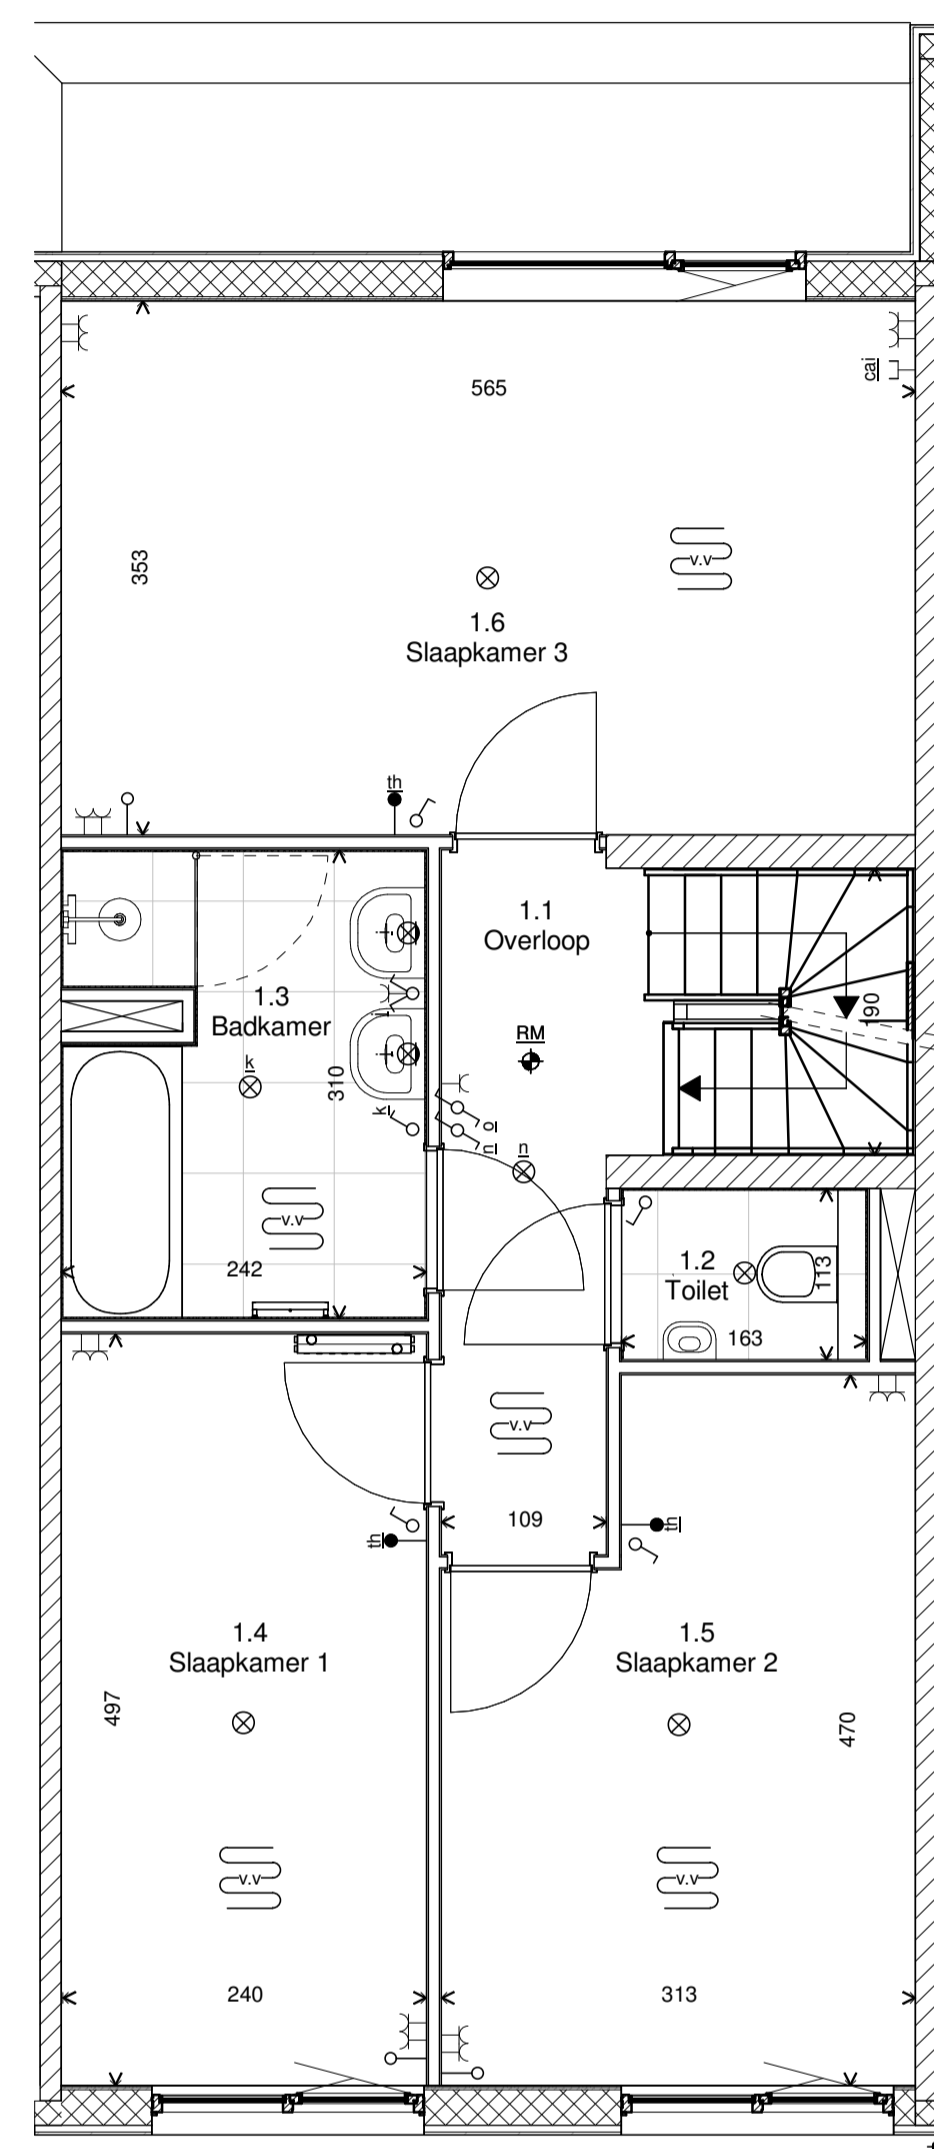 565
cai
353
v.v
1.6
Slaapkamer 3
th
1.1
Overloop
1.3
Badkamer
190
RM
k
310
k
o
n
n
v.v
242
1.2
Toilet
113
163
v.v
109
th
th
1.4
Slaapkamer 1
1.5
Slaapkamer 2
497
470
v.v
v.v
240
313